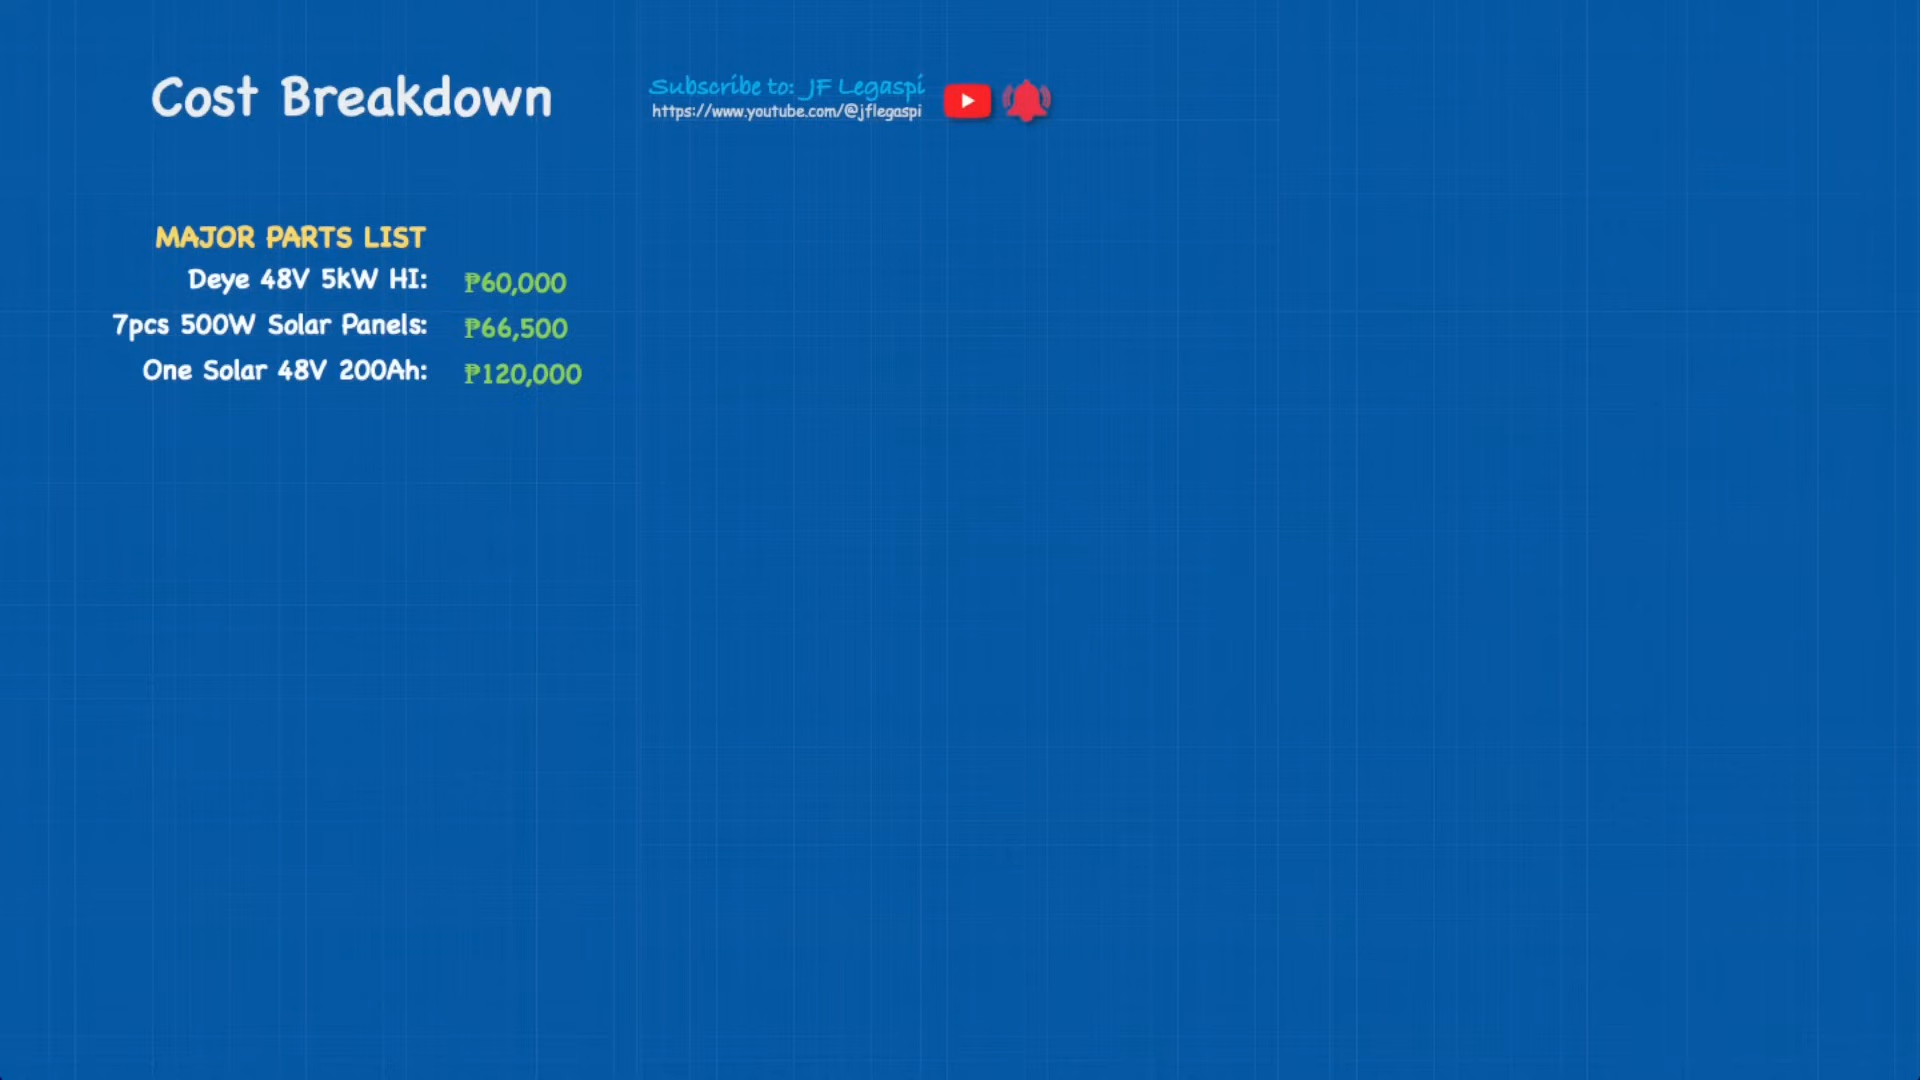 Cost Breakdown
Subscribe to: JF Legaspi
https://www.youtube.com/@jflegaspi
MAJOR PARTS LIST
Deye 48V 5kW HI: ₱60,000
7pcs 500W Solar Panels: ₱66,500
One Solar 48V 200Ah: ₱120,000